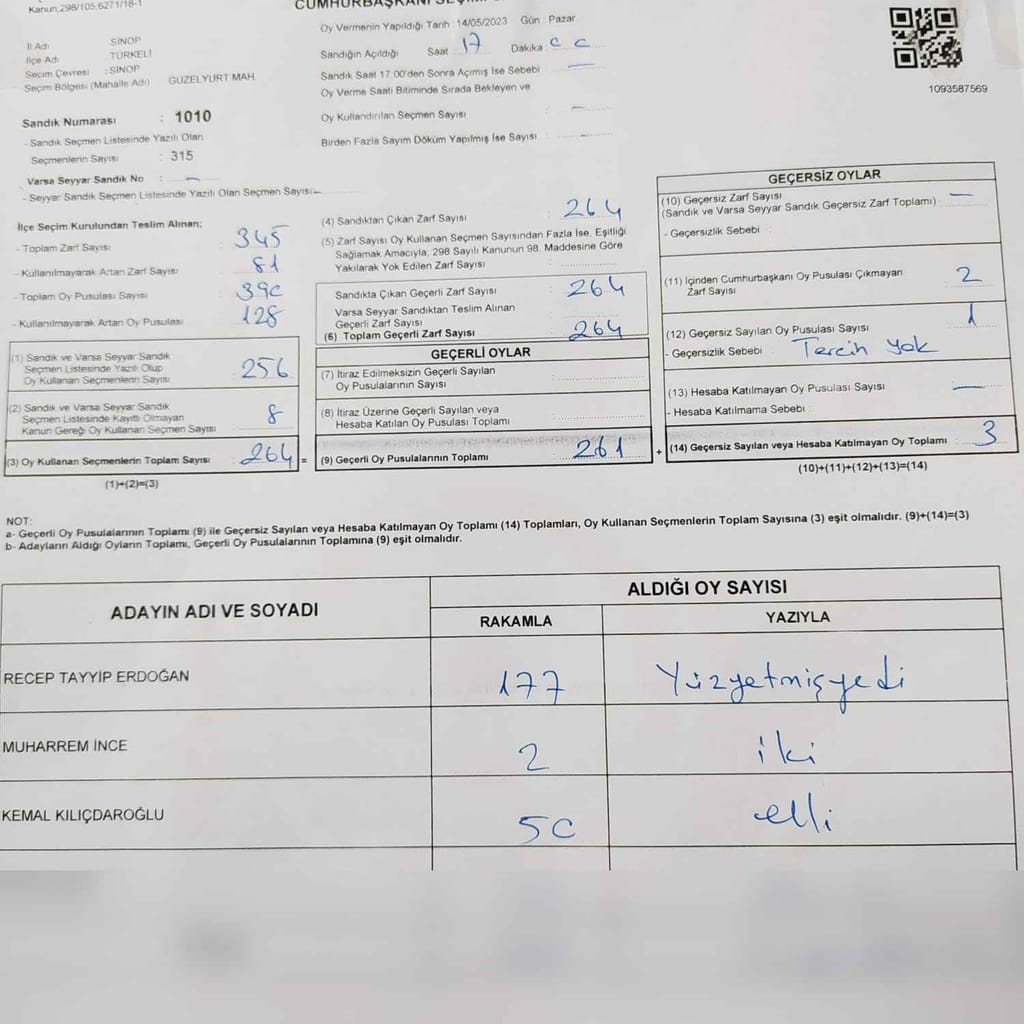 Kanun,298/105,6271/18-1
CUMHURBAŞKANI SEÇİM
Oy Vermenin Yapıldığı Tarih : 14/05/2023 Gün : Pazar
İl Adı : SİNOP
İlçe Adı : TÜRKELİ
Seçim Çevresi : SİNOP
Seçim Bölgesi (Mahalle Adı) GÜZELYURT MAH.
Sandığın Açıldığı Saat 17 Dakika 00
Sandık Saat 17:00'den Sonra Açımış İse Sebebi : —
Oy Verme Saati Bitiminde Sırada Bekleyen ve
Oy Kullandırılan Seçmen Sayısı : —
Birden Fazla Sayım Döküm Yapılmış İse Sayısı : —
1093587569
Sandık Numarası : 1010
- Sandık Seçmen Listesinde Yazılı Olan
Seçmenlerin Sayısı : 315
Varsa Seyyar Sandık No : —
- Seyyar Sandık Seçmen Listesinde Yazılı Olan Seçmen Sayısı: —
İlçe Seçim Kurulundan Teslim Alınan;
- Toplam Zarf Sayısı 345
- Kullanılmayarak Artan Zarf Sayısı 81
- Toplam Oy Pusulası Sayısı 390
- Kullanılmayarak Artan Oy Pusulası 128
(1) Sandık ve Varsa Seyyar Sandık
Seçmen Listesinde Yazılı Olup
Oy Kullanan Seçmenlerin Sayısı 256
(2) Sandık ve Varsa Seyyar Sandık
Seçmen Listesinde Kayıtlı Olmayan
Kanun Gereği Oy Kullanan Seçmen Sayısı 8
(3) Oy Kullanan Seçmenlerin Toplam Sayısı 264 =
(1)+(2)=(3)
(4) Sandıktan Çıkan Zarf Sayısı : 264
(5) Zarf Sayısı Oy Kullanan Seçmen Sayısından Fazla İse, Eşitliği
Sağlamak Amacıyla, 298 Sayılı Kanunun 98. Maddesine Göre
Yakılarak Yok Edilen Zarf Sayısı :
Sandıkta Çıkan Geçerli Zarf Sayısı : 264
Varsa Seyyar Sandıktan Teslim Alınan
Geçerli Zarf Sayısı
(6) Toplam Geçerli Zarf Sayısı : 264
GEÇERLİ OYLAR
(7) İtiraz Edilmeksizin Geçerli Sayılan
Oy Pusulalarının Sayısı :
(8) İtiraz Üzerine Geçerli Sayılan veya
Hesaba Katılan Oy Pusulası Toplamı :
(9) Geçerli Oy Pusulalarının Toplamı : 261 +
GEÇERSİZ OYLAR
(10) Geçersiz Zarf Sayısı
(Sandık ve Varsa Seyyar Sandık Geçersiz Zarf Toplamı) : —
- Geçersizlik Sebebi :
(11) İçinden Cumhurbaşkanı Oy Pusulası Çıkmayan
Zarf Sayısı : 2
(12) Geçersiz Sayılan Oy Pusulası Sayısı : 1
- Geçersizlik Sebebi : Tercih yok
(13) Hesaba Katılmayan Oy Pusulası Sayısı : —
- Hesaba Katılmama Sebebi :
(14) Geçersiz Sayılan veya Hesaba Katılmayan Oy Toplamı : 3
(10)+(11)+(12)+(13)=(14)
NOT:
a- Geçerli Oy Pusulalarının Toplamı (9) ile Geçersiz Sayılan veya Hesaba Katılmayan Oy Toplamı (14) Toplamları, Oy Kullanan Seçmenlerin Toplam Sayısına (3) eşit olmalıdır. (9)+(14)=(3)
b- Adayların Aldığı Oyların Toplamı, Geçerli Oy Pusulalarının Toplamına (9) eşit olmalıdır.
ADAYIN ADI VE SOYADI
ALDIĞI OY SAYISI
RAKAMLA YAZIYLA
RECEP TAYYİP ERDOĞAN 177 Yüzyetmişyedi
MUHARREM İNCE 2 iki
KEMAL KILIÇDAROĞLU 50 elli